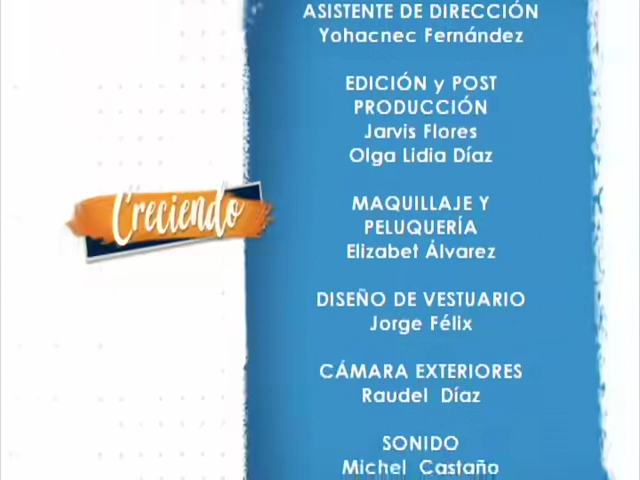 ASISTENTE DE DIRECCIÓN
Yohacnec Fernández
EDICIÓN y POST
PRODUCCIÓN
Jarvis Flores
Olga Lidia Díaz
Creciendo
MAQUILLAJE Y
PELUQUERÍA
Elizabet Álvarez
DISEÑO DE VESTUARIO
Jorge Félix
CÁMARA EXTERIORES
Raudel Díaz
SONIDO
Michel Castaño